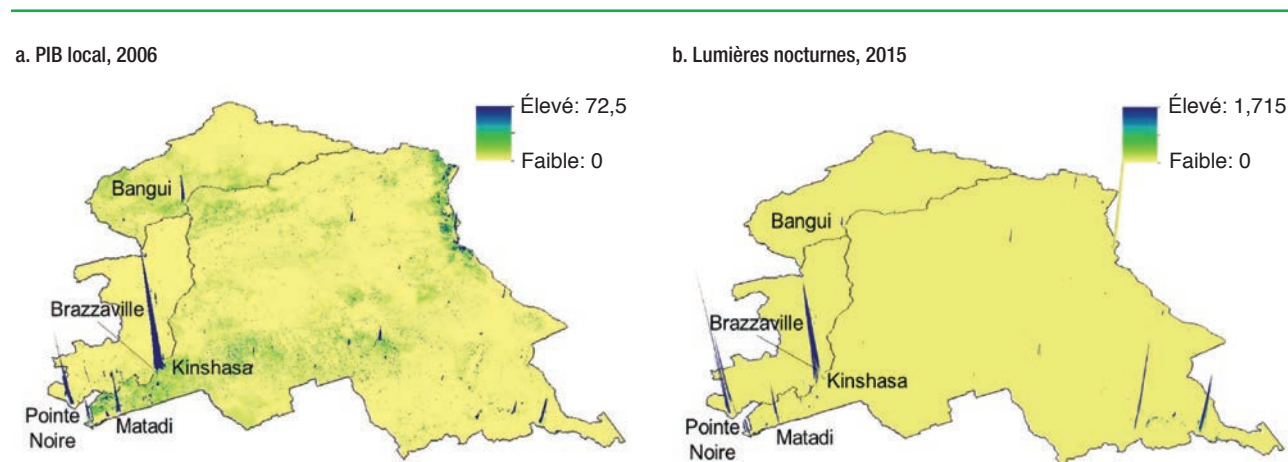 a. PIB local, 2006
Élevé: 72,5
Faible: 0
Bangui
Brazzaville
Kinshasa
Pointe
Noire
Matadi
b. Lumières nocturnes, 2015
Élevé: 1,715
Faible: 0
Bangui
Brazzaville
Kinshasa
Pointe
Noire
Matadi